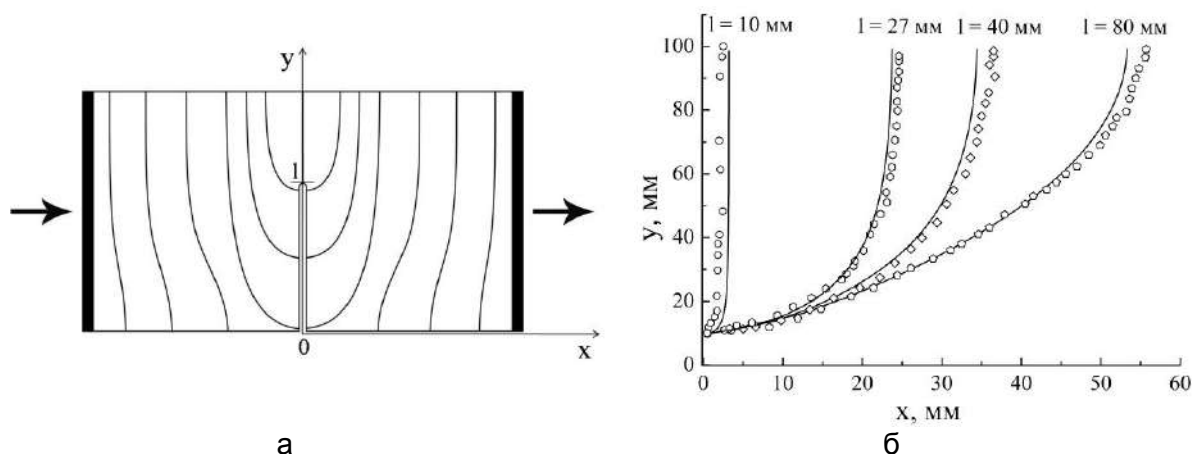 y
l
0
x
а
l = 10 мм
l = 27 мм
l = 40 мм
l = 80 мм
100
80
60
40
20
0
y, мм
0
10
20
30
40
50
60
x, мм
б